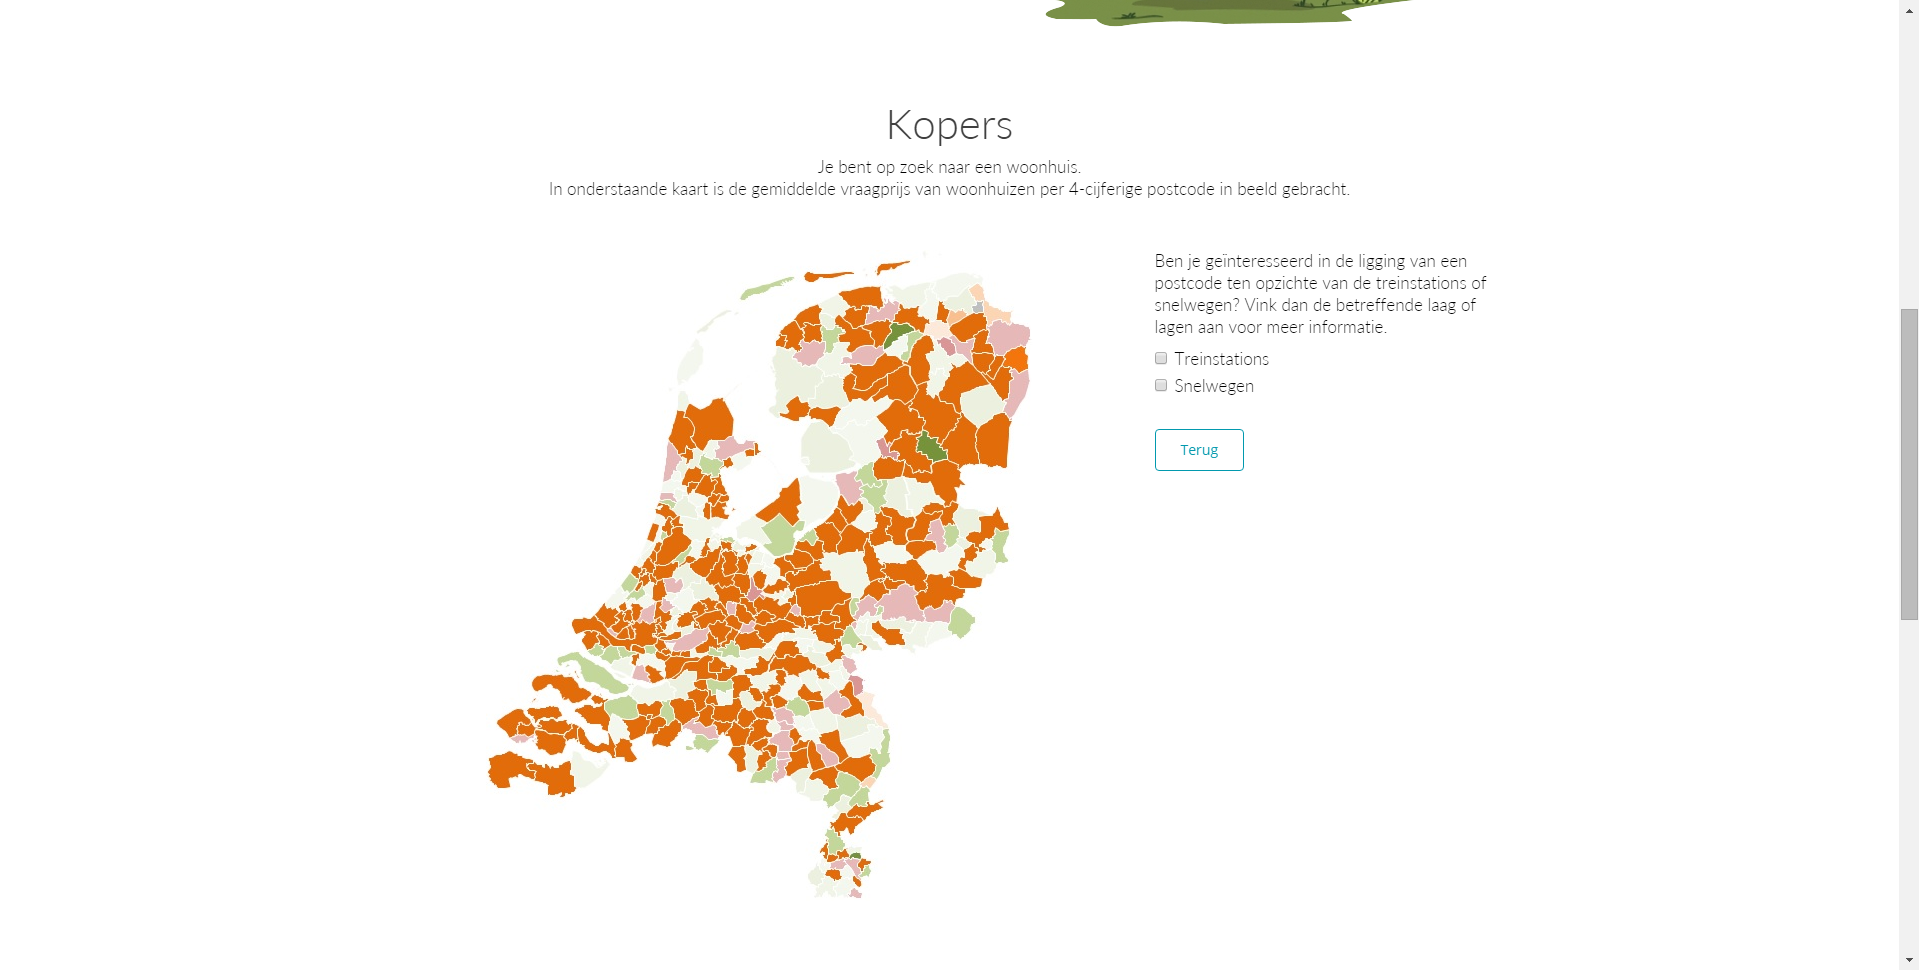 Kopers
Je bent op zoek naar een woonhuis.
In onderstaande kaart is de gemiddelde vraagprijs van woonhuizen per 4-cijferige postcode in beeld gebracht.
Ben je geïnteresseerd in de ligging van een
postcode ten opzichte van de treinstations of
snelwegen? Vink dan de betreffende laag of
lagen aan voor meer informatie.
Treinstations
Snelwegen
Terug